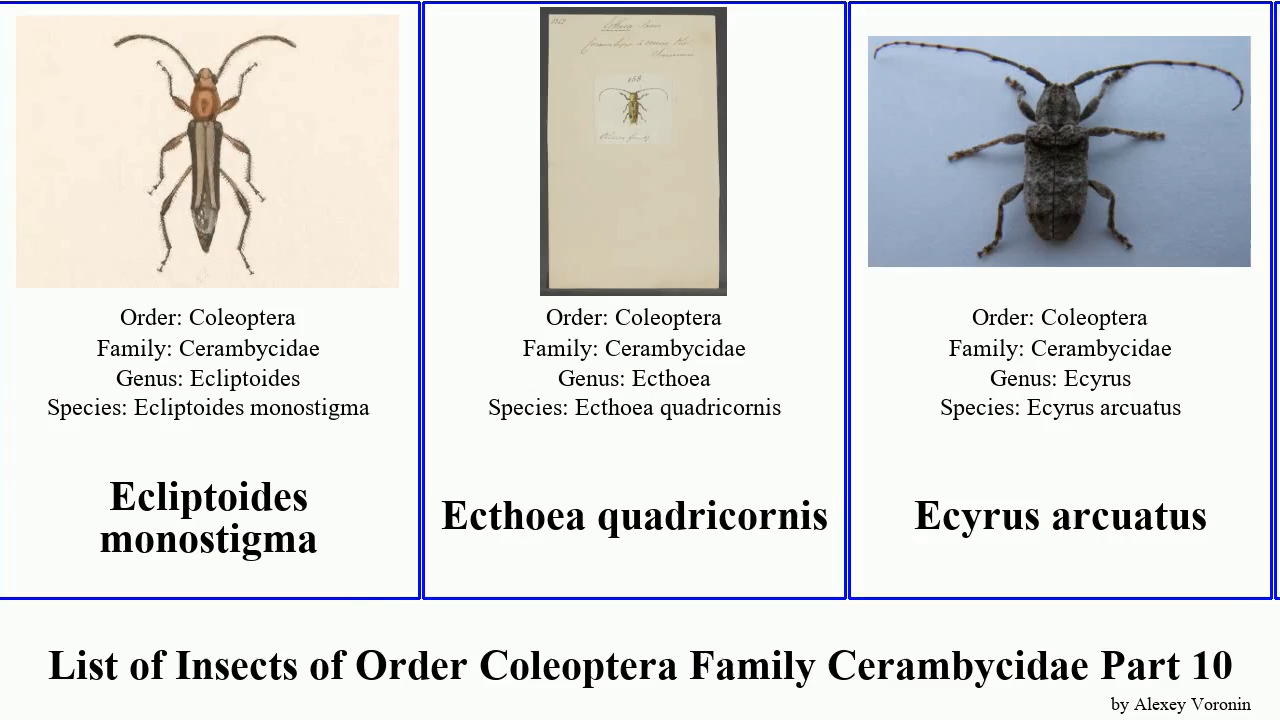 Order: Coleoptera
Family: Cerambycidae
Genus: Ecliptoides
Species: Ecliptoides monostigma
Ecliptoides
monostigma
Order: Coleoptera
Family: Cerambycidae
Genus: Ecthoea
Species: Ecthoea quadricornis
Ecthoea quadricornis
Order: Coleoptera
Family: Cerambycidae
Genus: Ecyrus
Species: Ecyrus arcuatus
Ecyrus arcuatus
List of Insects of Order Coleoptera Family Cerambycidae Part 10
by Alexey Voronin